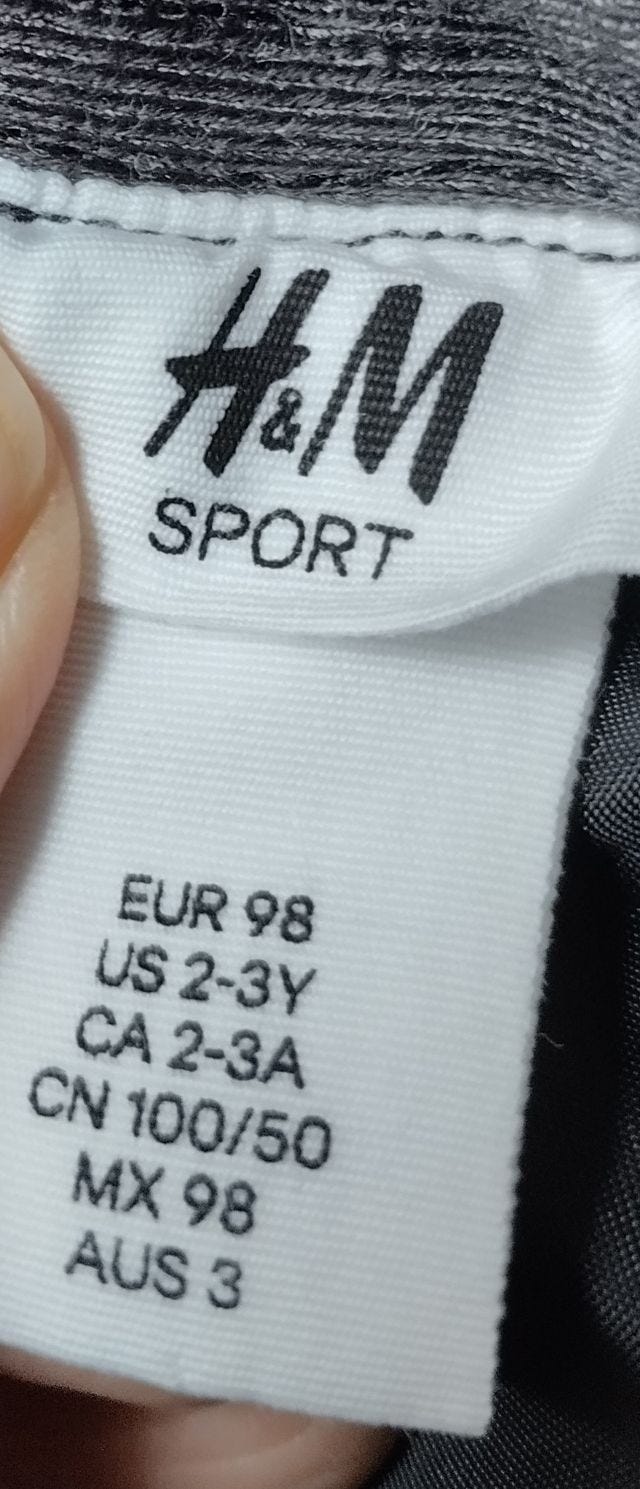 H&M
SPORT
EUR 98
US 2-3Y
CA 2-3A
CN 100/50
MX 98
AUS 3